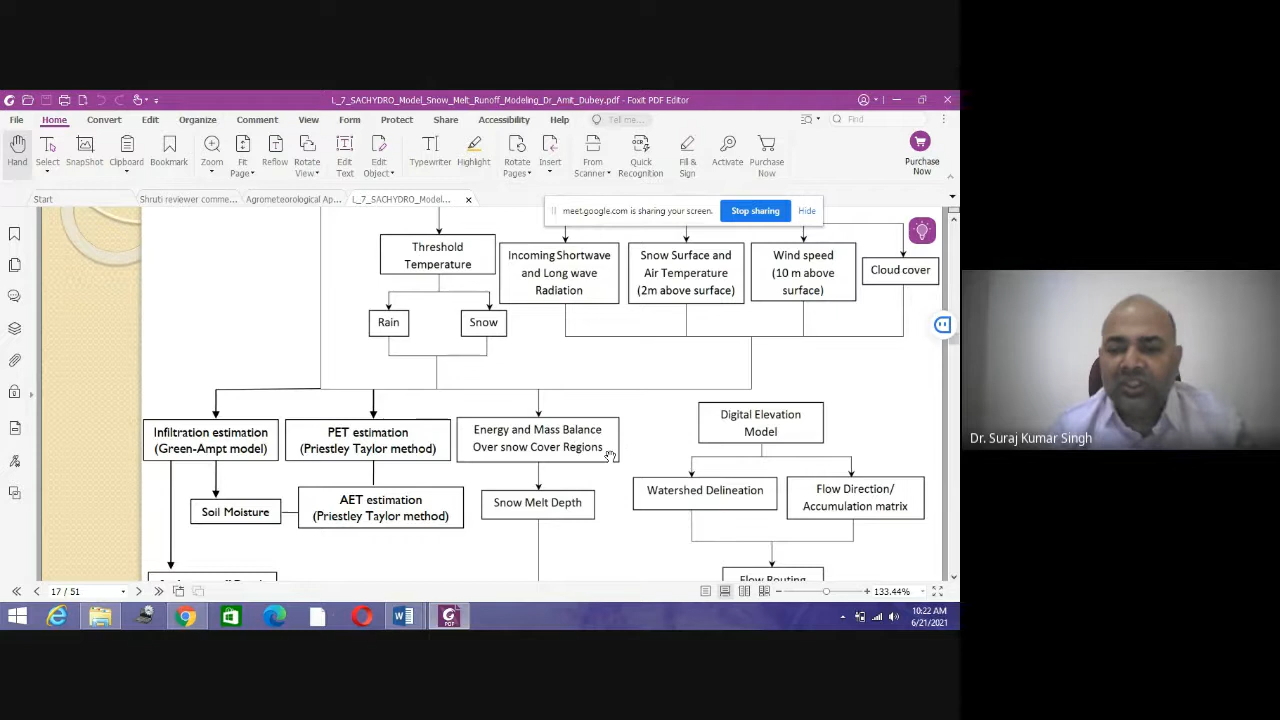 L_7_SACHYDRO_Model_Snow_Melt_Runoff_Modeling_Dr_Amit_Dubey.pdf - Foxit PDF Editor
File Home Convert Edit Organize Comment View Form Protect Share Accessibility Help Tell me... Find
Hand Select SnapShot Clipboard Bookmark Zoom Fit Page Reflow Rotate View Edit Text Edit Object Typewriter Highlight Rotate Pages Insert From Scanner Quick Recognition Fill & Sign Activate Purchase Now Purchase Now
Start Shruti reviewer comme... Agrometeorological Ap... L_7_SACHYDRO_Model...
meet.google.com is sharing your screen. Stop sharing Hide
Threshold
Temperature
Incoming Shortwave
and Long wave
Radiation
Snow Surface and
Air Temperature
(2m above surface)
Wind speed
(10 m above
surface)
Cloud cover
Rain
Snow
Infiltration estimation
(Green-Ampt model)
PET estimation
(Priestley Taylor method)
Energy and Mass Balance
Over snow Cover Regions
Digital Elevation
Model
Soil Moisture
AET estimation
(Priestley Taylor method)
Snow Melt Depth
Watershed Delineation
Flow Direction/
Accumulation matrix
Flow Routing
Dr. Suraj Kumar Singh
17 / 51
133.44%
10:22 AM
6/21/2021